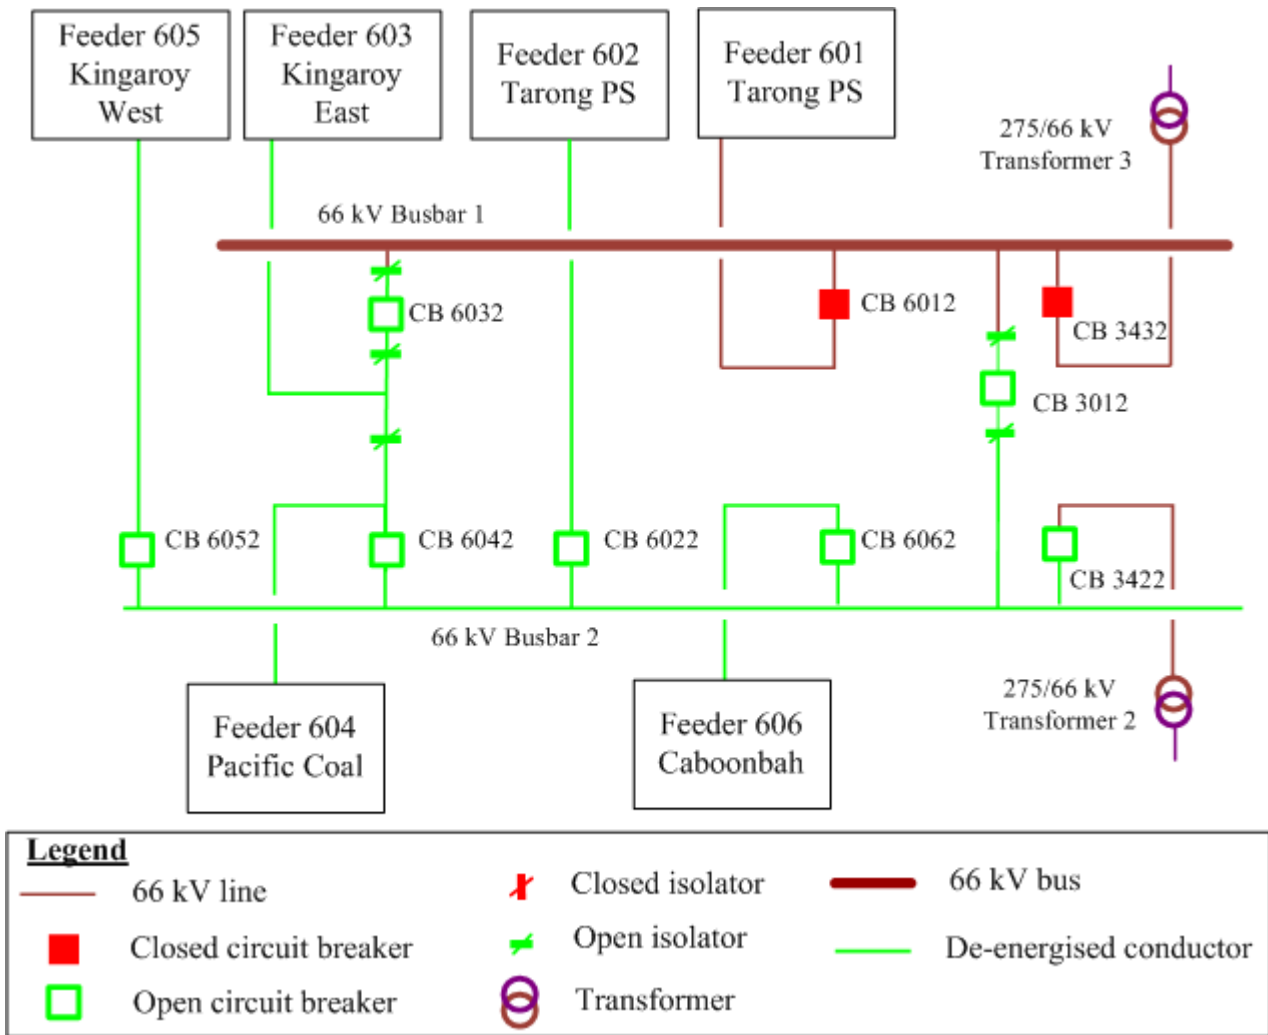 Feeder 605
Kingaroy
West
Feeder 603
Kingaroy
East
Feeder 602
Tarong PS
Feeder 601
Tarong PS
275/66 kV
Transformer 3
66 kV Busbar 1
CB 6032
CB 6012
CB 3432
CB 3012
CB 6052
CB 6042
CB 6022
CB 6062
CB 3422
66 kV Busbar 2
Feeder 604
Pacific Coal
Feeder 606
Caboonbah
275/66 kV
Transformer 2
Legend
66 kV line
Closed isolator
66 kV bus
Closed circuit breaker
Open isolator
De-energised conductor
Open circuit breaker
Transformer